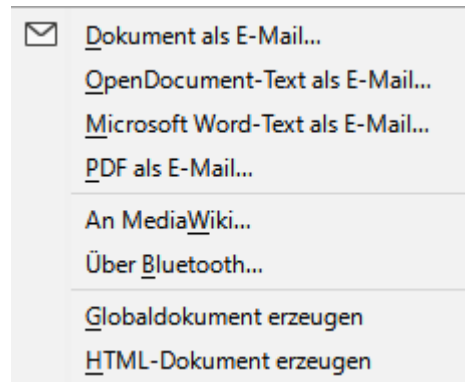 Dokument als E-Mail...
OpenDocument-Text als E-Mail...
Microsoft Word-Text als E-Mail...
PDF als E-Mail...
An MediaWiki...
Über Bluetooth...
Globaldokument erzeugen
HTML-Dokument erzeugen